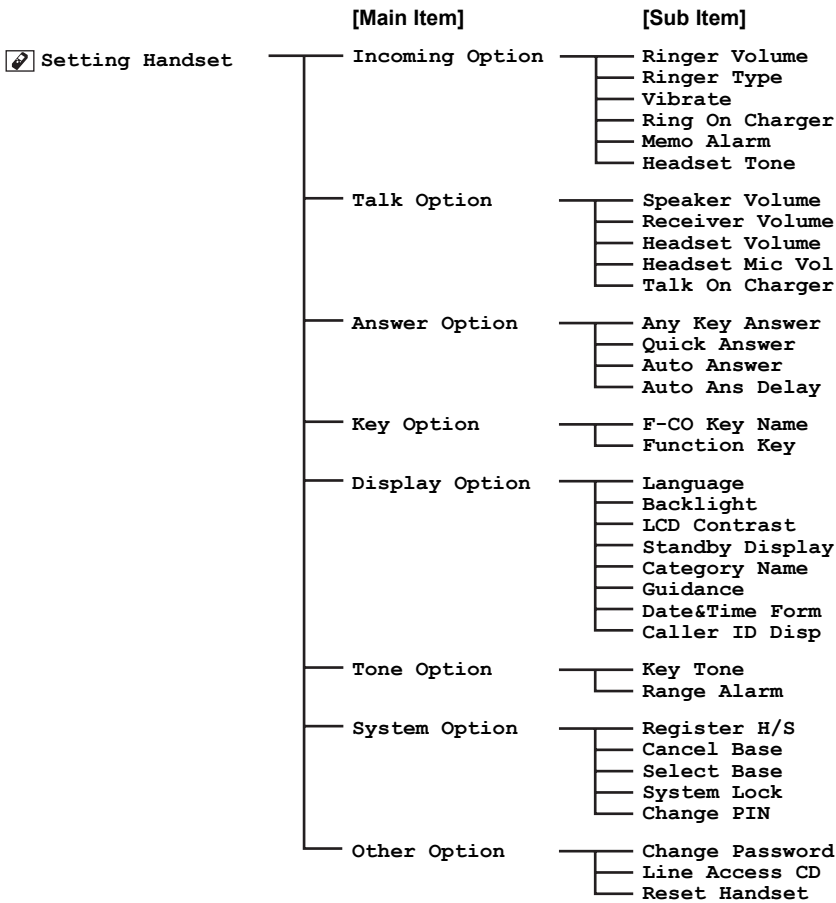 [Main Item] [Sub Item]
Setting Handset Incoming Option Ringer Volume
Ringer Type
Vibrate
Ring On Charger
Memo Alarm
Headset Tone
Talk Option Speaker Volume
Receiver Volume
Headset Volume
Headset Mic Vol
Talk On Charger
Answer Option Any Key Answer
Quick Answer
Auto Answer
Auto Ans Delay
Key Option F-CO Key Name
Function Key
Display Option Language
Backlight
LCD Contrast
Standby Display
Category Name
Guidance
Date&Time Form
Caller ID Disp
Tone Option Key Tone
Range Alarm
System Option Register H/S
Cancel Base
Select Base
System Lock
Change PIN
Other Option Change Password
Line Access CD
Reset Handset